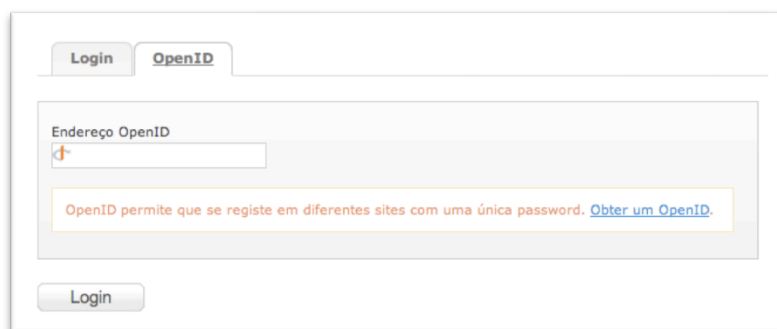 Login OpenID
Endereço OpenID
OpenID permite que se registe em diferentes sites com uma única password. Obter um OpenID.
Login